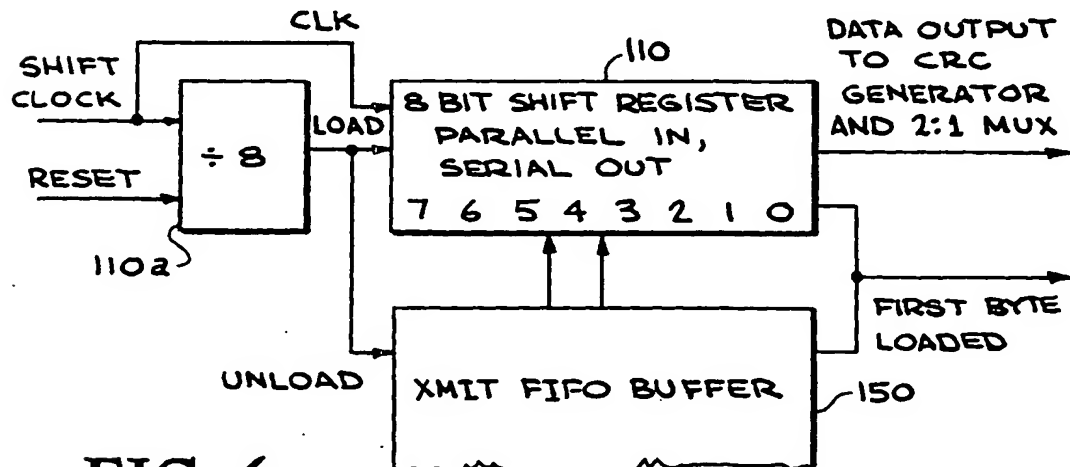 CLK
SHIFT
CLOCK
RESET
÷ 8
110a
LOAD
UNLOAD
110
8 BIT SHIFT REGISTER
PARALLEL IN,
SERIAL OUT
7 6 5 4 3 2 1 0
DATA OUTPUT
TO CRC
GENERATOR
AND 2:1 MUX
FIRST BYTE
LOADED
XMIT FIFO BUFFER
150